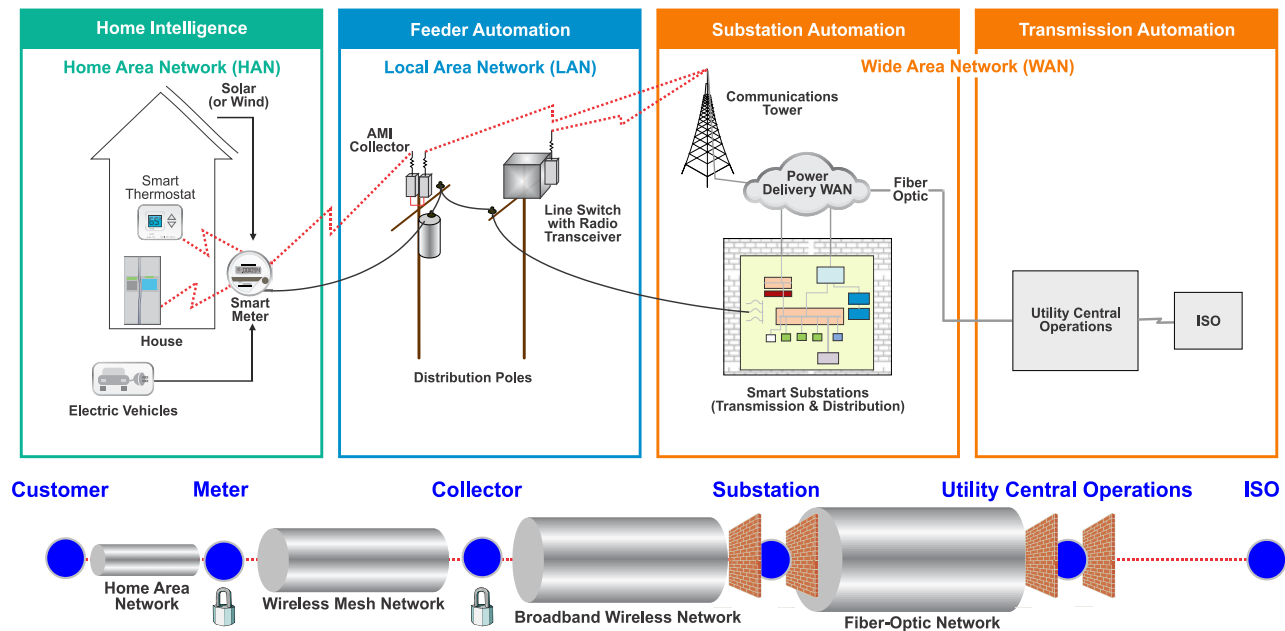 Home Intelligence
Feeder Automation
Substation Automation
Transmission Automation
Home Area Network (HAN)
Local Area Network (LAN)
Wide Area Network (WAN)
Solar
(or Wind)
Smart
Thermostat
House
Smart
Meter
Electric Vehicles
AMI
Collector
Line Switch
with Radio
Transceiver
Distribution Poles
Communications
Tower
Power
Delivery WAN
Fiber
Optic
Smart Substations
(Transmission & Distribution)
Utility Central
Operations
ISO
Customer
Meter
Collector
Substation
Utility Central Operations
ISO
Home Area
Network
Wireless Mesh Network
Broadband Wireless Network
Fiber-Optic Network